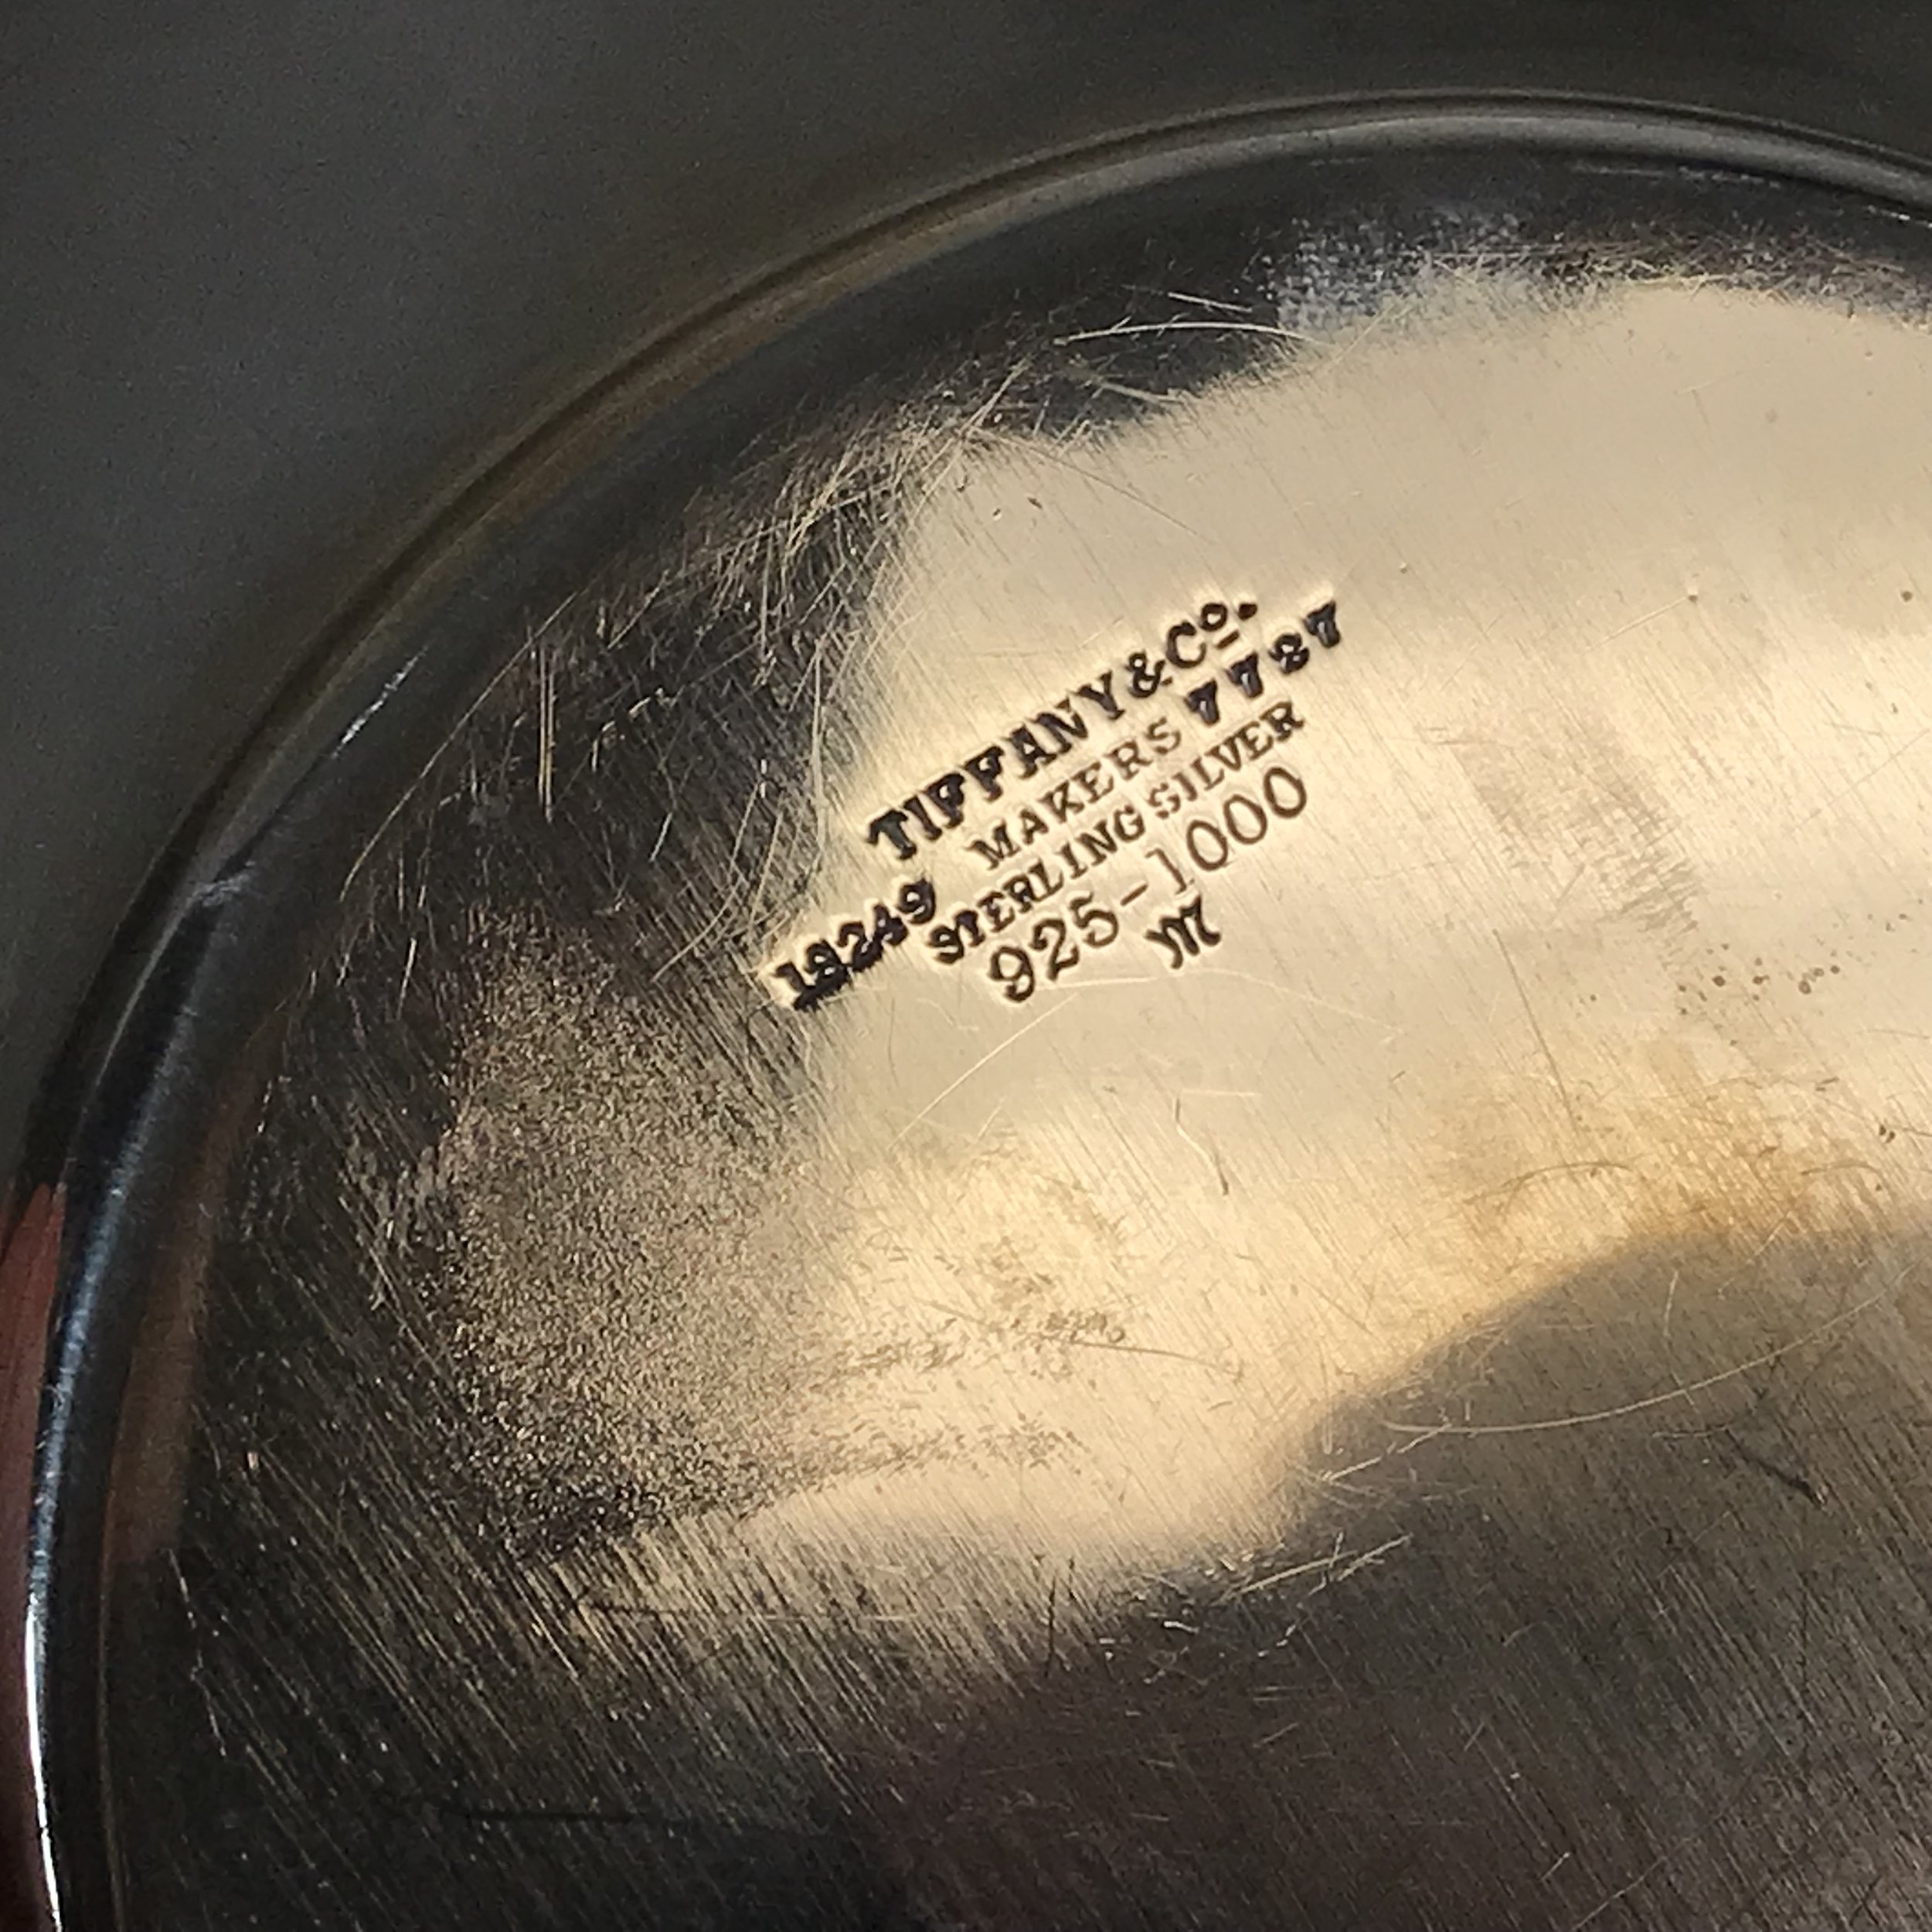 TIFFANY & Cº.
18249 MAKERS 7727
STERLING SILVER
925-1000
M